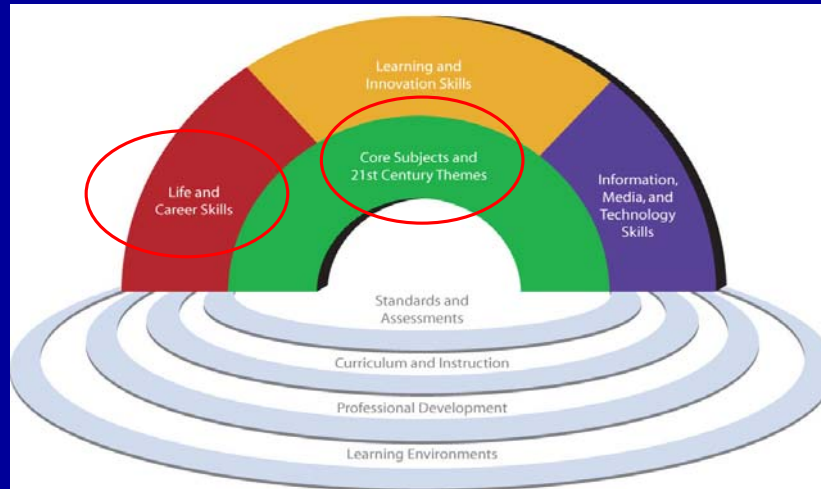 Learning and
Innovation Skills
Core Subjects and
21st Century Themes
Life and
Career Skills
Information,
Media, and
Technology
Skills
Standards and
Assessments
Curriculum and Instruction
Professional Development
Learning Environments